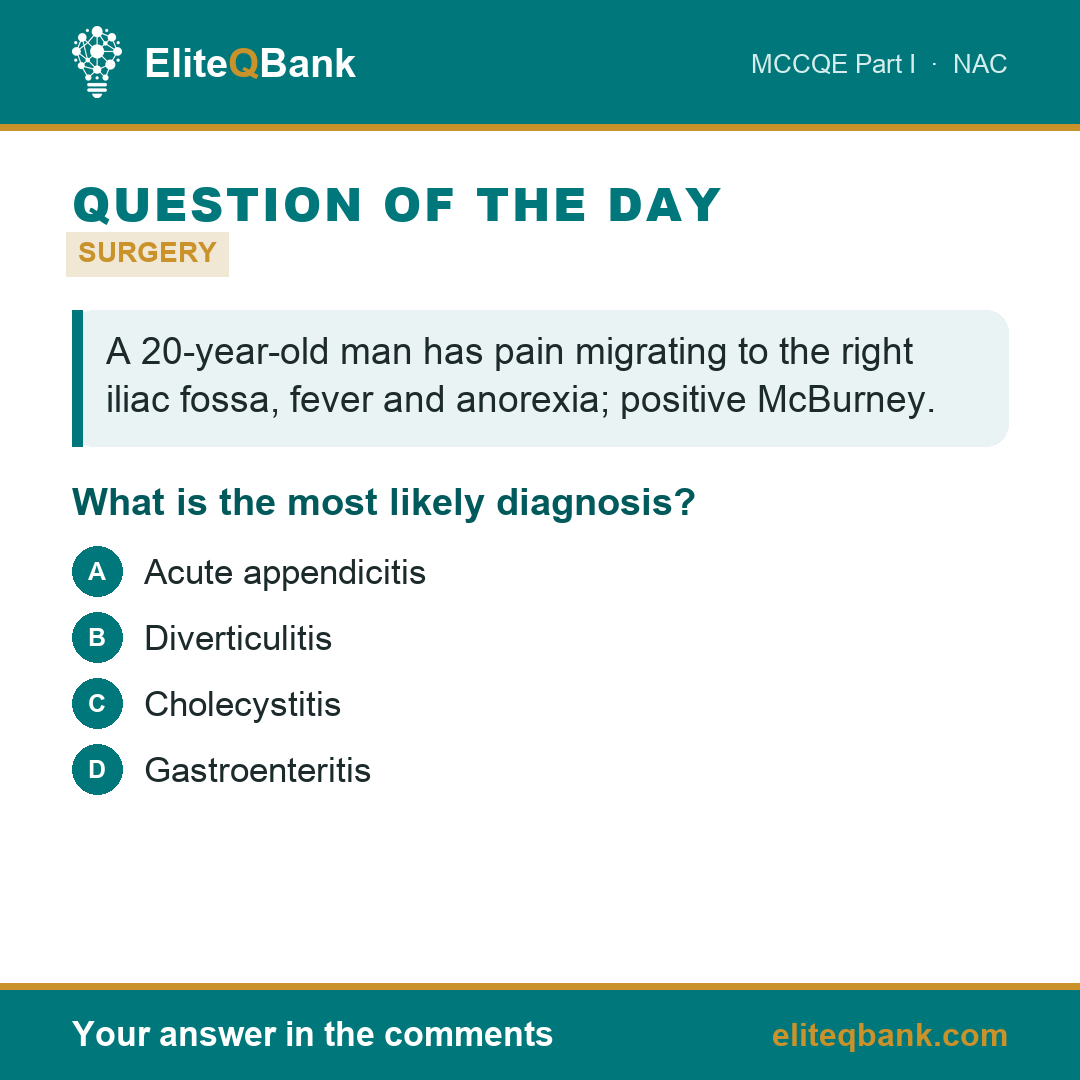 EliteQBank
MCCQE Part I · NAC
QUESTION OF THE DAY
SURGERY
A 20-year-old man has pain migrating to the right
iliac fossa, fever and anorexia; positive McBurney.
What is the most likely diagnosis?
A Acute appendicitis
B Diverticulitis
C Cholecystitis
D Gastroenteritis
Your answer in the comments
eliteqbank.com